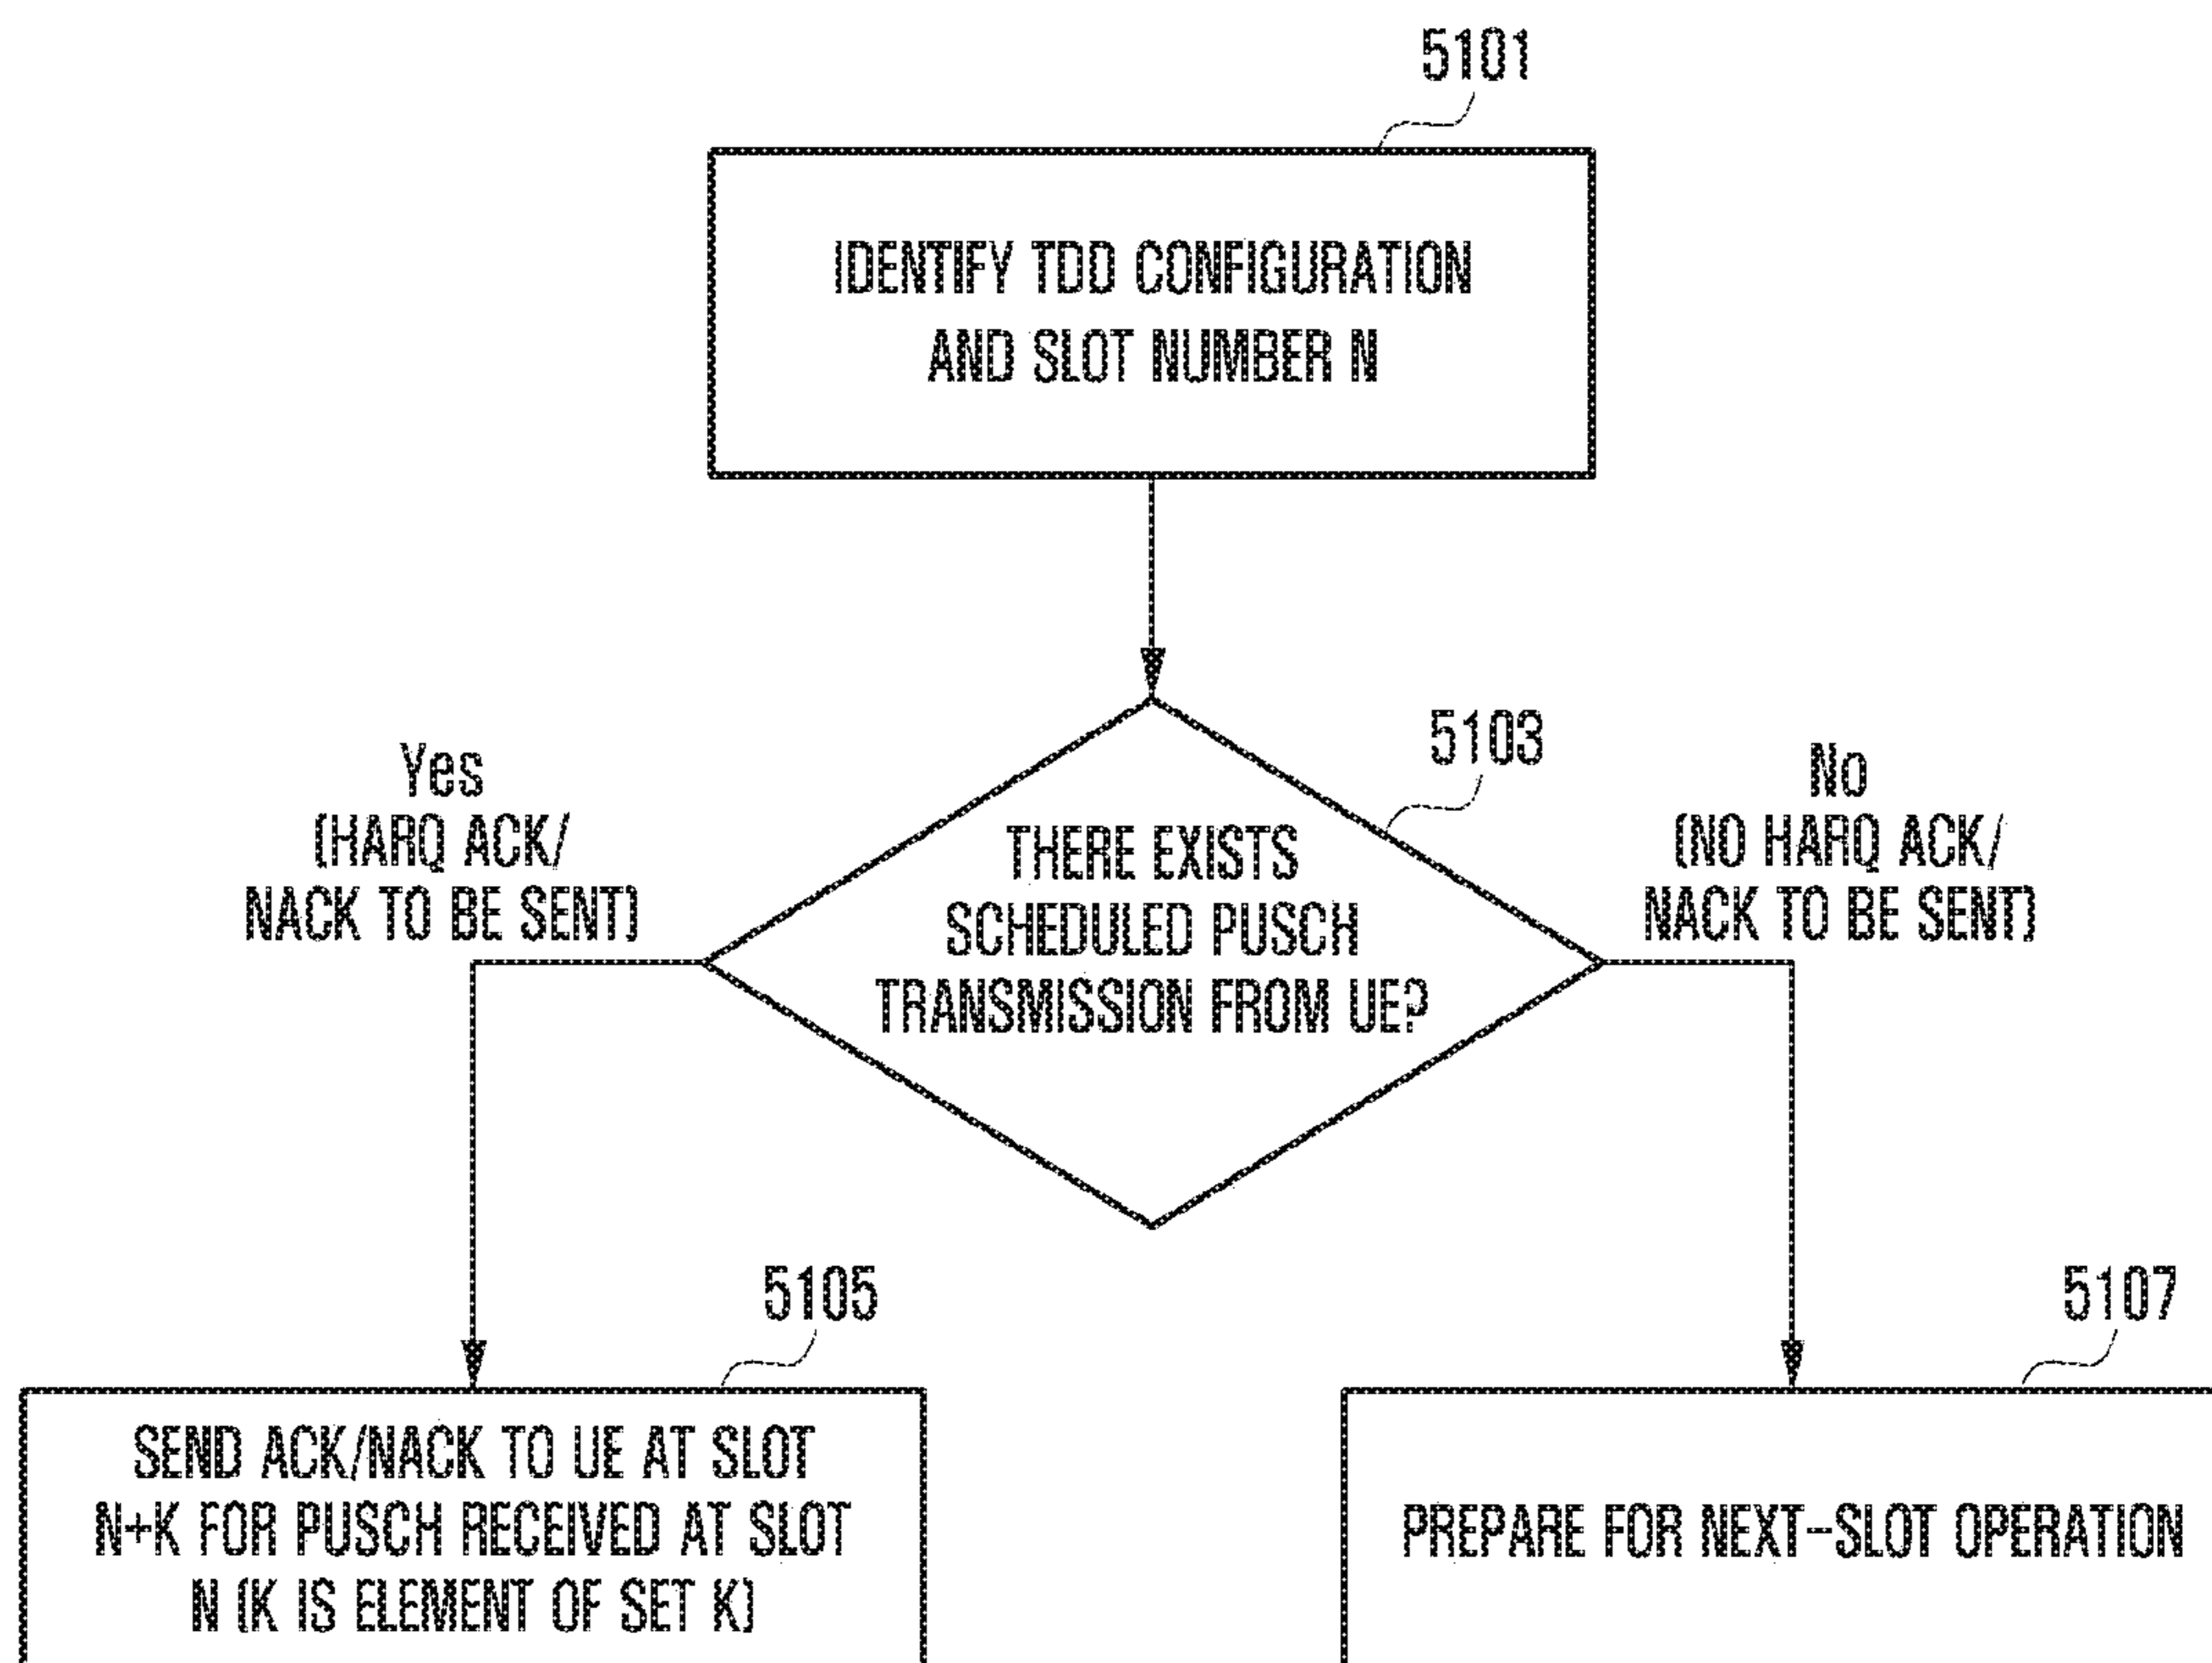 5101
IDENTIFY TDD CONFIGURATION
AND SLOT NUMBER N
5103
Yes
(HARQ ACK/
NACK TO BE SENT)
THERE EXISTS
SCHEDULED PUSCH
TRANSMISSION FROM UE?
No
(NO HARQ ACK/
NACK TO BE SENT)
5105
SEND ACK/NACK TO UE AT SLOT
N+K FOR PUSCH RECEIVED AT SLOT
N (K IS ELEMENT OF SET K)
5107
PREPARE FOR NEXT-SLOT OPERATION